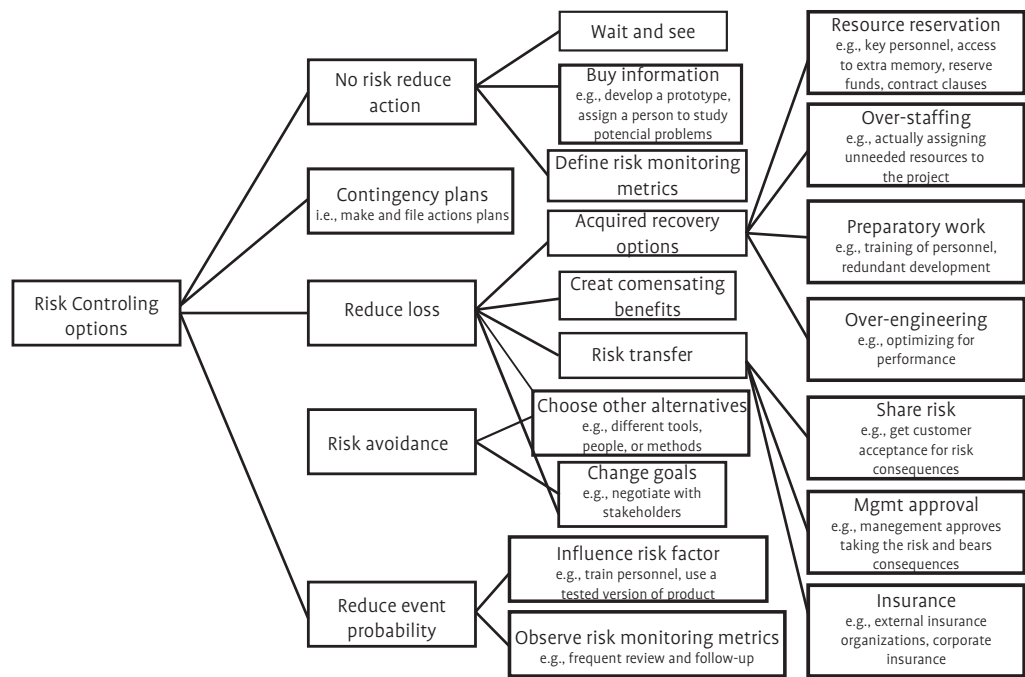 Risk Controling
options
No risk reduce
action
Contingency plans
i.e., make and file actions plans
Reduce loss
Risk avoidance
Reduce event
probability
Wait and see
Buy information
e.g., develop a prototype,
assign a person to study
potencial problems
Define risk monitoring
metrics
Acquired recovery
options
Creat comensating
benefits
Risk transfer
Choose other alternatives
e.g., different tools,
people, or methods
Change goals
e.g., negotiate with
stakeholders
Influence risk factor
e.g., train personnel, use a
tested version of product
Observe risk monitoring metrics
e.g., frequent review and follow-up
Resource reservation
e.g., key personnel, access
to extra memory, reserve
funds, contract clauses
Over-staffing
e.g., actually assigning
unneeded resources to
the project
Preparatory work
e.g., training of personnel,
redundant development
Over-engineering
e.g., optimizing for
performance
Share risk
e.g., get customer
acceptance for risk
consequences
Mgmt approval
e.g., manegement approves
taking the risk and bears
consequences
Insurance
e.g., external insurance
organizations, corporate
insurance